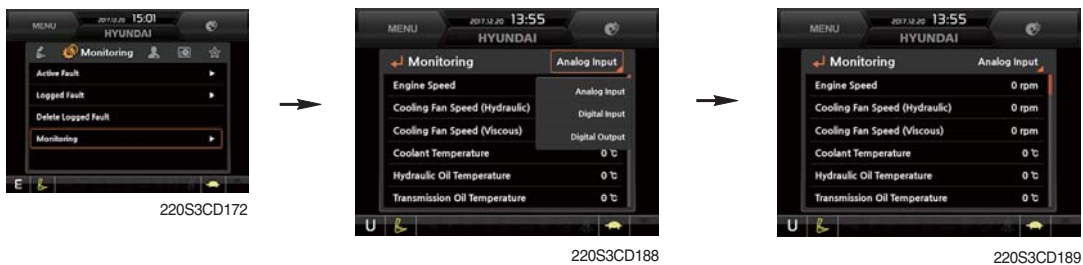 MENU
2017.12.20 15:01
HYUNDAI
Monitoring
Active Fault
Logged Fault
Delete Logged Fault
Monitoring
E
220S3CD172
MENU
2017.12.20 13:55
HYUNDAI
Monitoring
Analog Input
Engine Speed
Analog Input
Cooling Fan Speed (Hydraulic)
Digital Input
Cooling Fan Speed (Viscous)
Digital Output
Coolant Temperature 0 ℃
Hydraulic Oil Temperature 0 ℃
Transmission Oil Temperature 0 ℃
U
220S3CD188
MENU
2017.12.20 13:55
HYUNDAI
Monitoring
Analog Input
Engine Speed 0 rpm
Cooling Fan Speed (Hydraulic) 0 rpm
Cooling Fan Speed (Viscous) 0 rpm
Coolant Temperature 0 ℃
Hydraulic Oil Temperature 0 ℃
Transmission Oil Temperature 0 ℃
U
220S3CD189